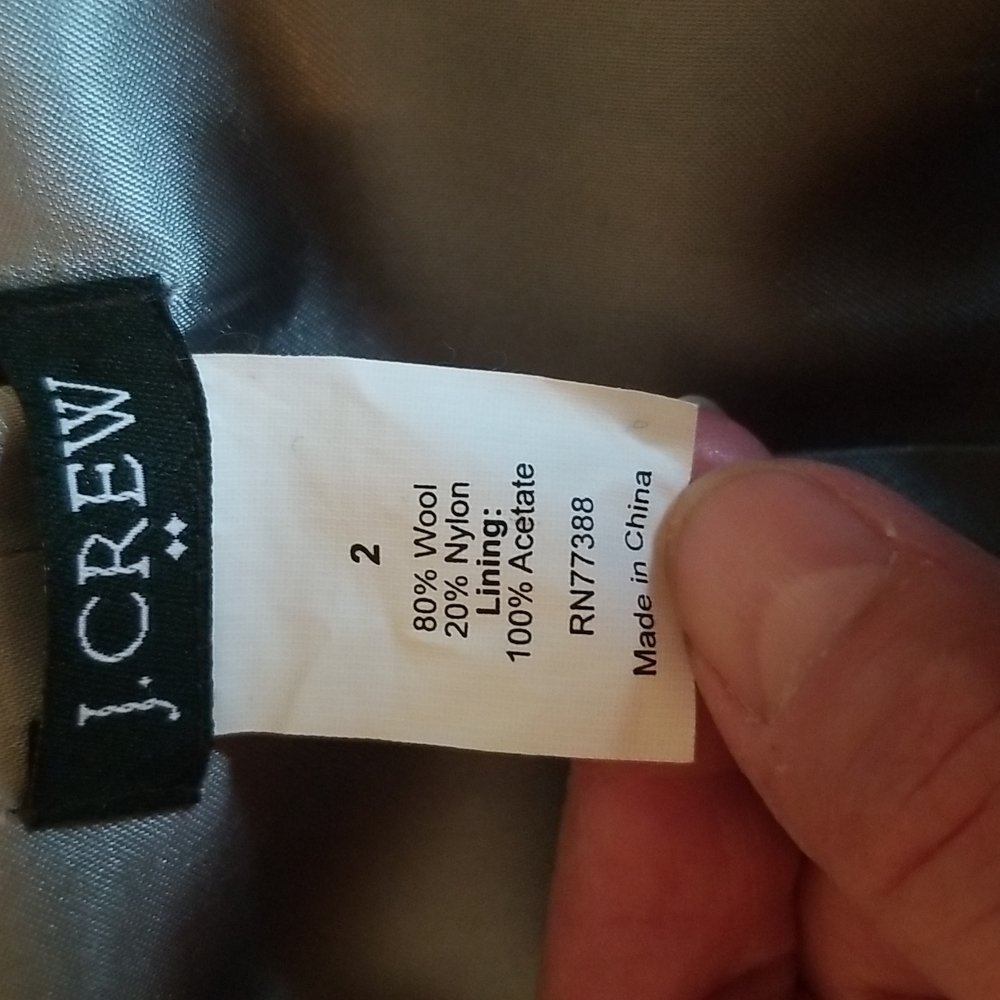 J.CREW
2
80% Wool
20% Nylon
Lining:
100% Acetate
RN77388
Made in China